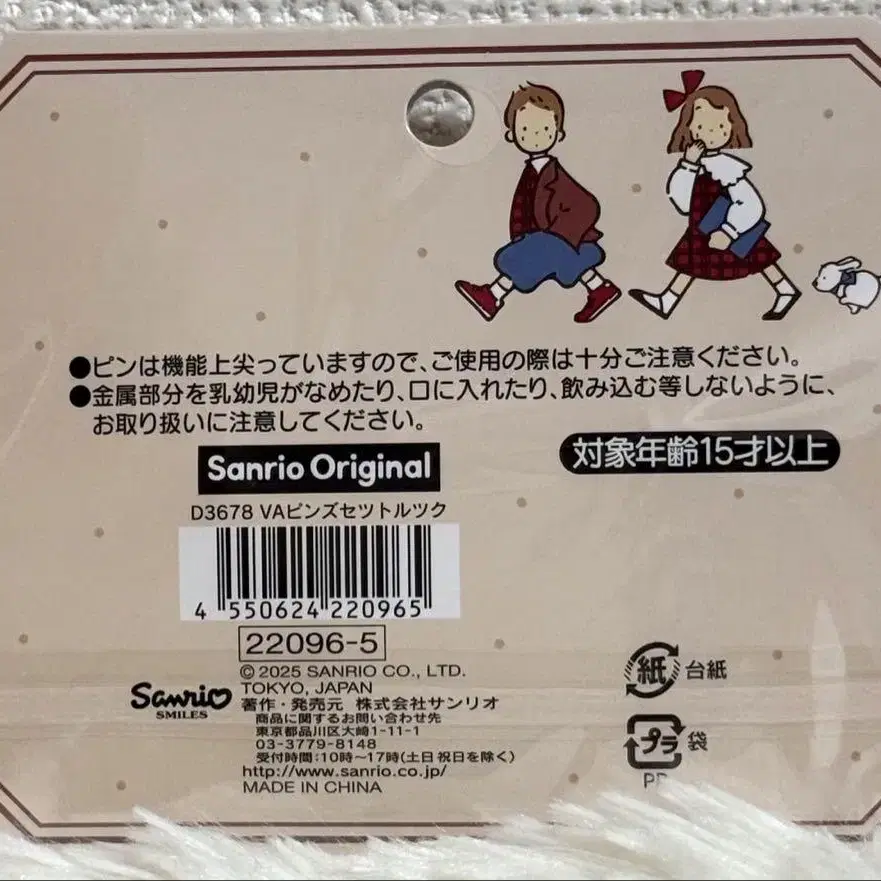 ●ピンは機能上尖っていますので、ご使用の際は十分ご注意ください。
●金属部分を乳幼児がなめたり、口に入れたり、飲み込む等しないように、
お取り扱いに注意してください。
対象年齢15才以上
Sanrio Original
D3678 VAピンズセツトルツク
4 550624 220965
22096-5
© 2025 SANRIO CO., LTD.
TOKYO, JAPAN
著作・発売元 株式会社サンリオ
商品に関するお問い合わせ先
東京都品川区大崎1-11-1
03-3779-8148
受付時間:10時~17時(土日祝日を除く)
http://www.sanrio.co.jp/
MADE IN CHINA
Sanrio
SMILES
紙 台紙
プラ 袋